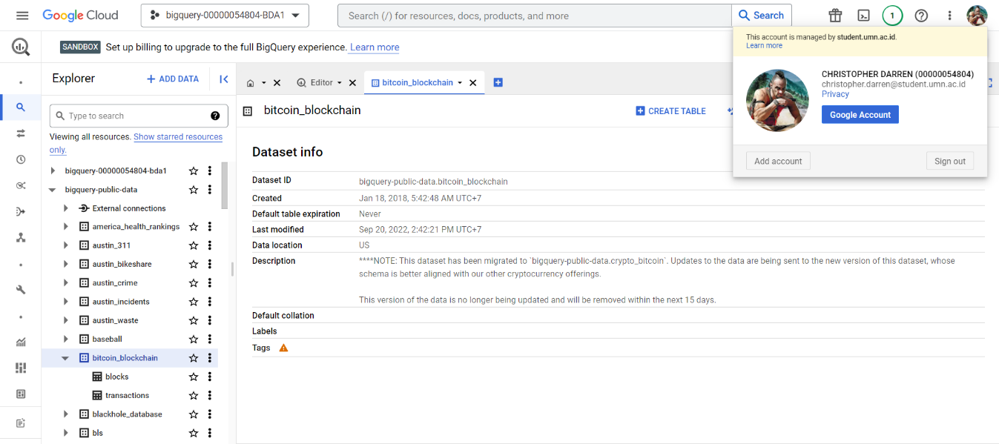 Google Cloud
bigquery-00000054804-BDA1
Search (/) for resources, docs, products, and more
Search
1
SANDBOX Set up billing to upgrade to the full BigQuery experience. Learn more
This account is managed by student.umn.ac.id.
Learn more
CHRISTOPHER DARREN (00000054804)
christopher.darren@student.umn.ac.id
Privacy
Google Account
Add account
Sign out
Explorer
+ ADD DATA
Type to search
Viewing all resources. Show starred resources
only.
bigquery-00000054804-bda1
bigquery-public-data
External connections
america_health_rankings
austin_311
austin_bikeshare
austin_crime
austin_incidents
austin_waste
baseball
bitcoin_blockchain
blocks
transactions
blackhole_database
bls
Editor
bitcoin_blockchain
bitcoin_blockchain
CREATE TABLE
Dataset info
Dataset ID bigquery-public-data.bitcoin_blockchain
Created Jan 18, 2018, 5:42:48 AM UTC+7
Default table expiration Never
Last modified Sep 20, 2022, 2:42:21 PM UTC+7
Data location US
Description ****NOTE: This dataset has been migrated to `bigquery-public-data.crypto_bitcoin`. Updates to the data are being sent to the new version of this dataset, whose
schema is better aligned with our other cryptocurrency offerings.
This version of the data is no longer being updated and will be removed within the next 15 days.
Default collation
Labels
Tags